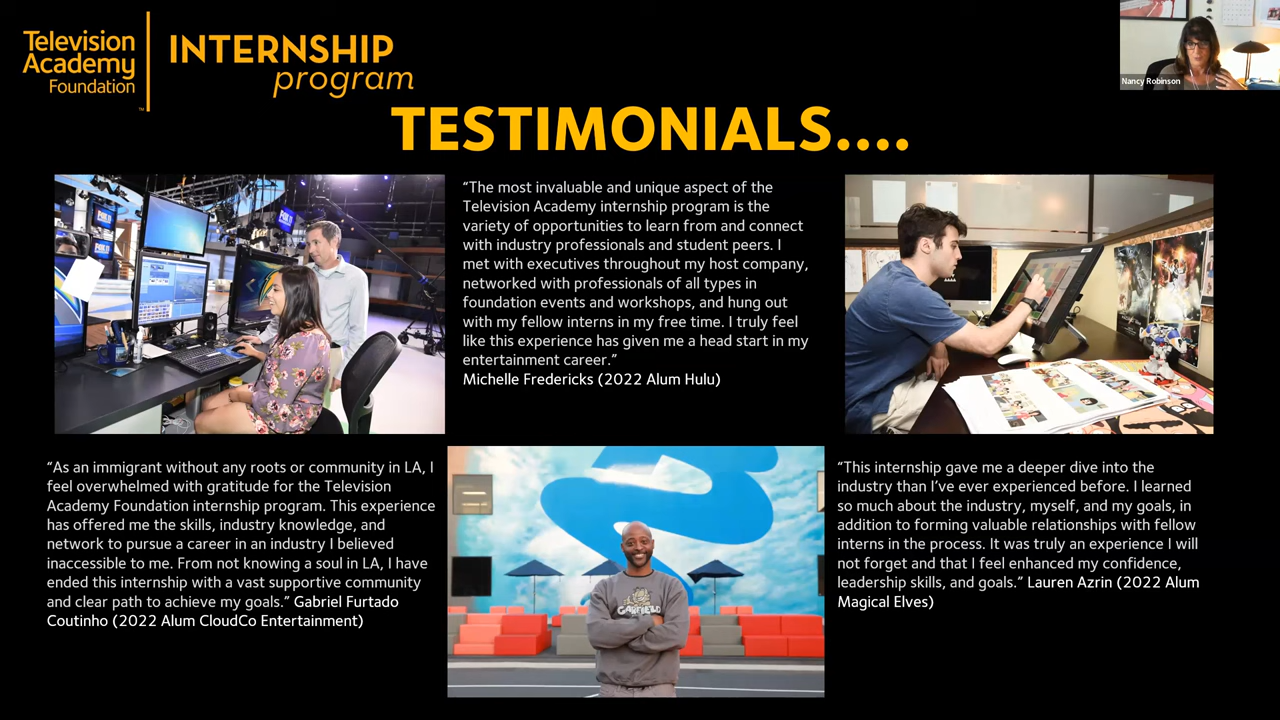 Television
Academy
Foundation
INTERNSHIP
program
Nancy Robinson
TESTIMONIALS....
“The most invaluable and unique aspect of the
Television Academy internship program is the
variety of opportunities to learn from and connect
with industry professionals and student peers. I
met with executives throughout my host company,
networked with professionals of all types in
foundation events and workshops, and hung out
with my fellow interns in my free time. I truly feel
like this experience has given me a head start in my
entertainment career.”
Michelle Fredericks (2022 Alum Hulu)
“As an immigrant without any roots or community in LA, I
feel overwhelmed with gratitude for the Television
Academy Foundation internship program. This experience
has offered me the skills, industry knowledge, and
network to pursue a career in an industry I believed
inaccessible to me. From not knowing a soul in LA, I have
ended this internship with a vast supportive community
and clear path to achieve my goals.” Gabriel Furtado
Coutinho (2022 Alum CloudCo Entertainment)
GARFIELD
“This internship gave me a deeper dive into the
industry than I’ve ever experienced before. I learned
so much about the industry, myself, and my goals, in
addition to forming valuable relationships with fellow
interns in the process. It was truly an experience I will
not forget and that I feel enhanced my confidence,
leadership skills, and goals.” Lauren Azrin (2022 Alum
Magical Elves)